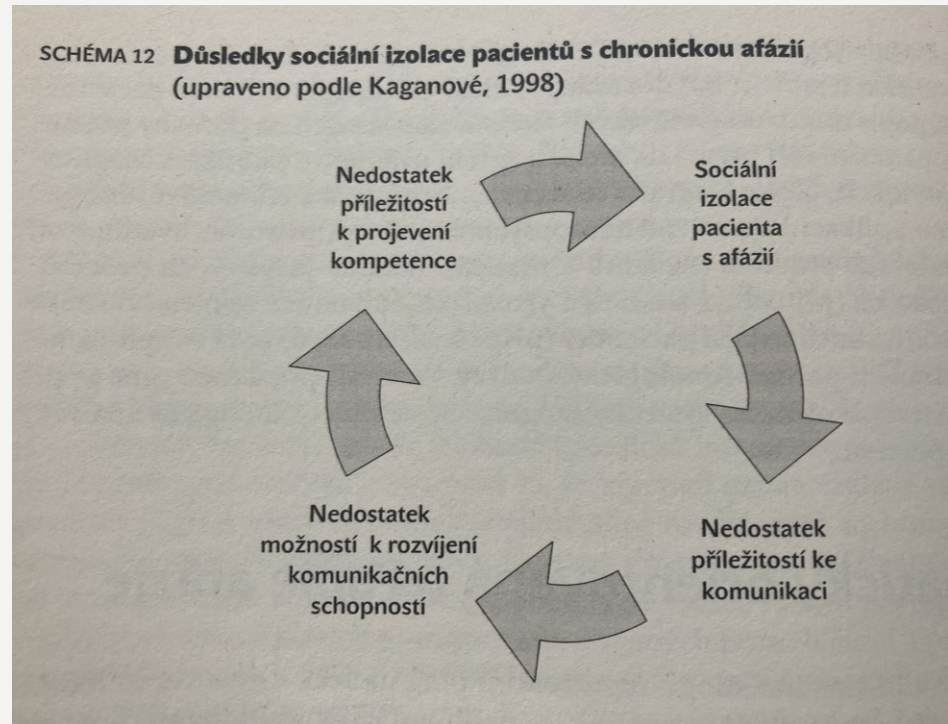 SCHÉMA 12 Důsledky sociální izolace pacientů s chronickou afázií
(upraveno podle Kaganové, 1998)
Nedostatek
příležitostí
k projevení
kompetence
Sociální
izolace
pacienta
s afázií
Nedostatek
příležitostí ke
komunikaci
Nedostatek
možností k rozvíjení
komunikačních
schopností